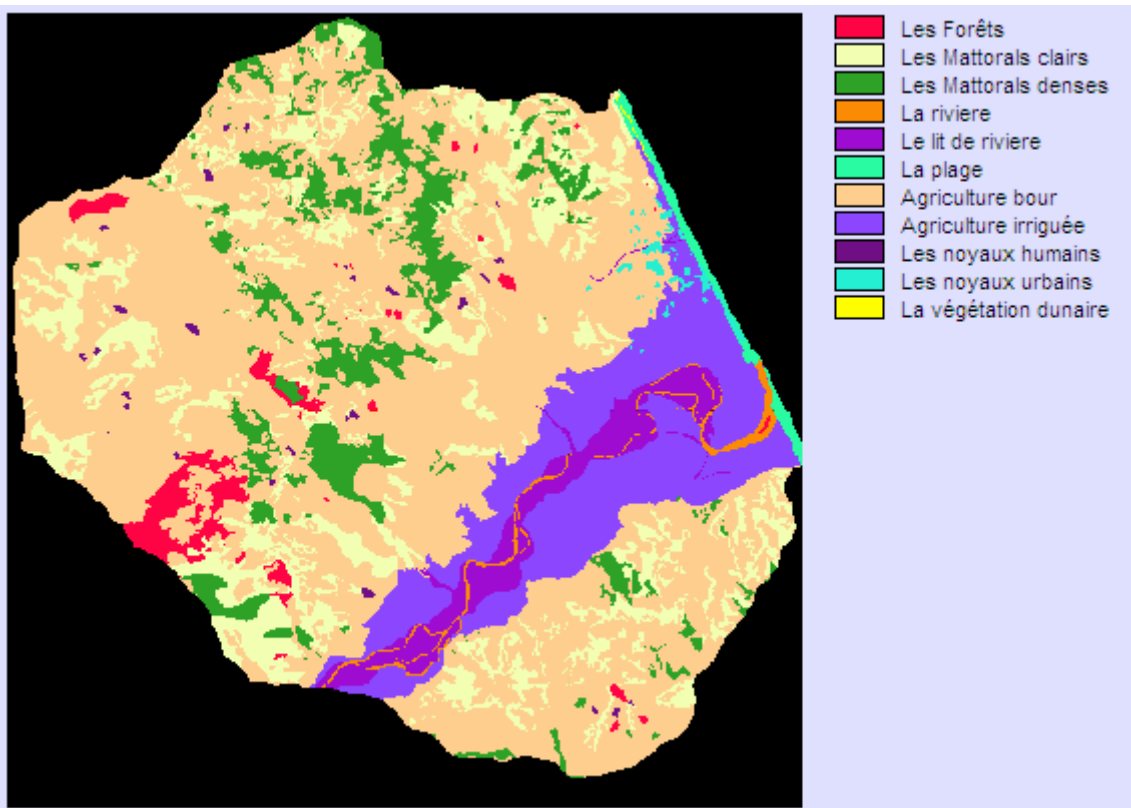 Les Forêts
Les Mattorals clairs
Les Mattorals denses
La riviere
Le lit de riviere
La plage
Agriculture bour
Agriculture irriguée
Les noyaux humains
Les noyaux urbains
La végétation dunaire